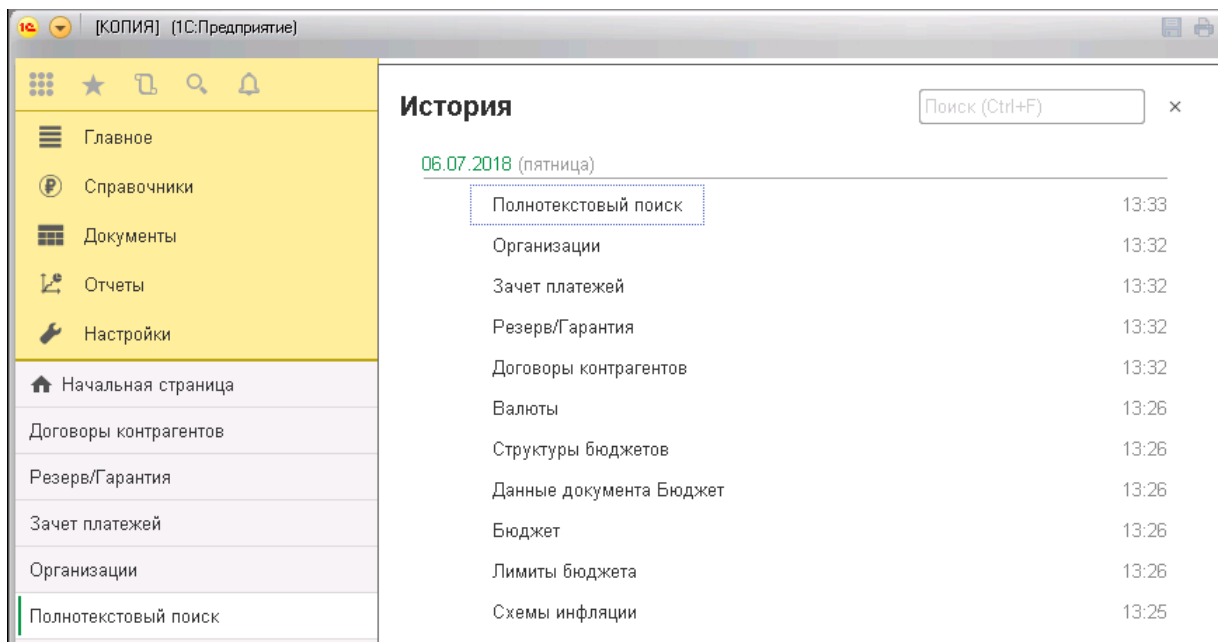 1С [КОПИЯ] (1С:Предприятие)
Главное
Справочники
Документы
Отчеты
Настройки
Начальная страница
Договоры контрагентов
Резерв/Гарантия
Зачет платежей
Организации
Полнотекстовый поиск
История
Поиск (Ctrl+F)
06.07.2018 (пятница)
Полнотекстовый поиск 13:33
Организации 13:32
Зачет платежей 13:32
Резерв/Гарантия 13:32
Договоры контрагентов 13:32
Валюты 13:26
Структуры бюджетов 13:26
Данные документа Бюджет 13:26
Бюджет 13:26
Лимиты бюджета 13:26
Схемы инфляции 13:25